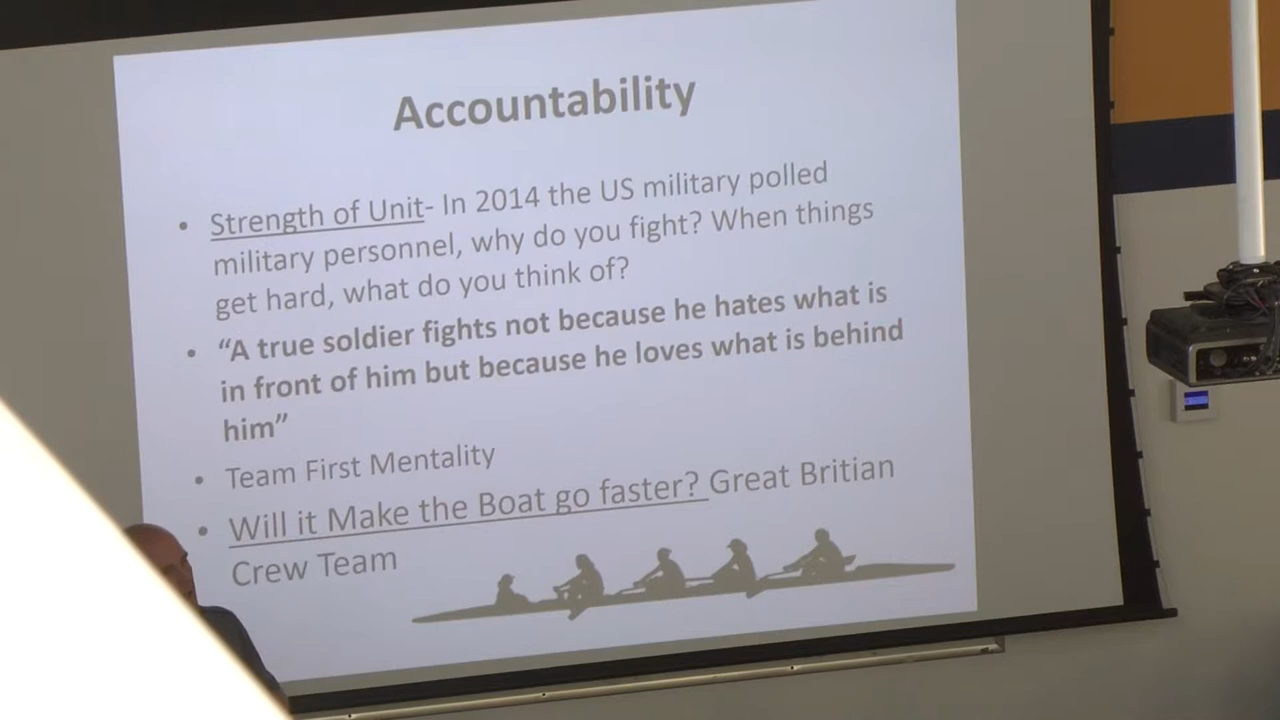 Accountability
• Strength of Unit- In 2014 the US military polled
military personnel, why do you fight? When things
get hard, what do you think of?
• “A true soldier fights not because he hates what is
in front of him but because he loves what is behind
him”
• Team First Mentality
• Will it Make the Boat go faster? Great Britian
Crew Team